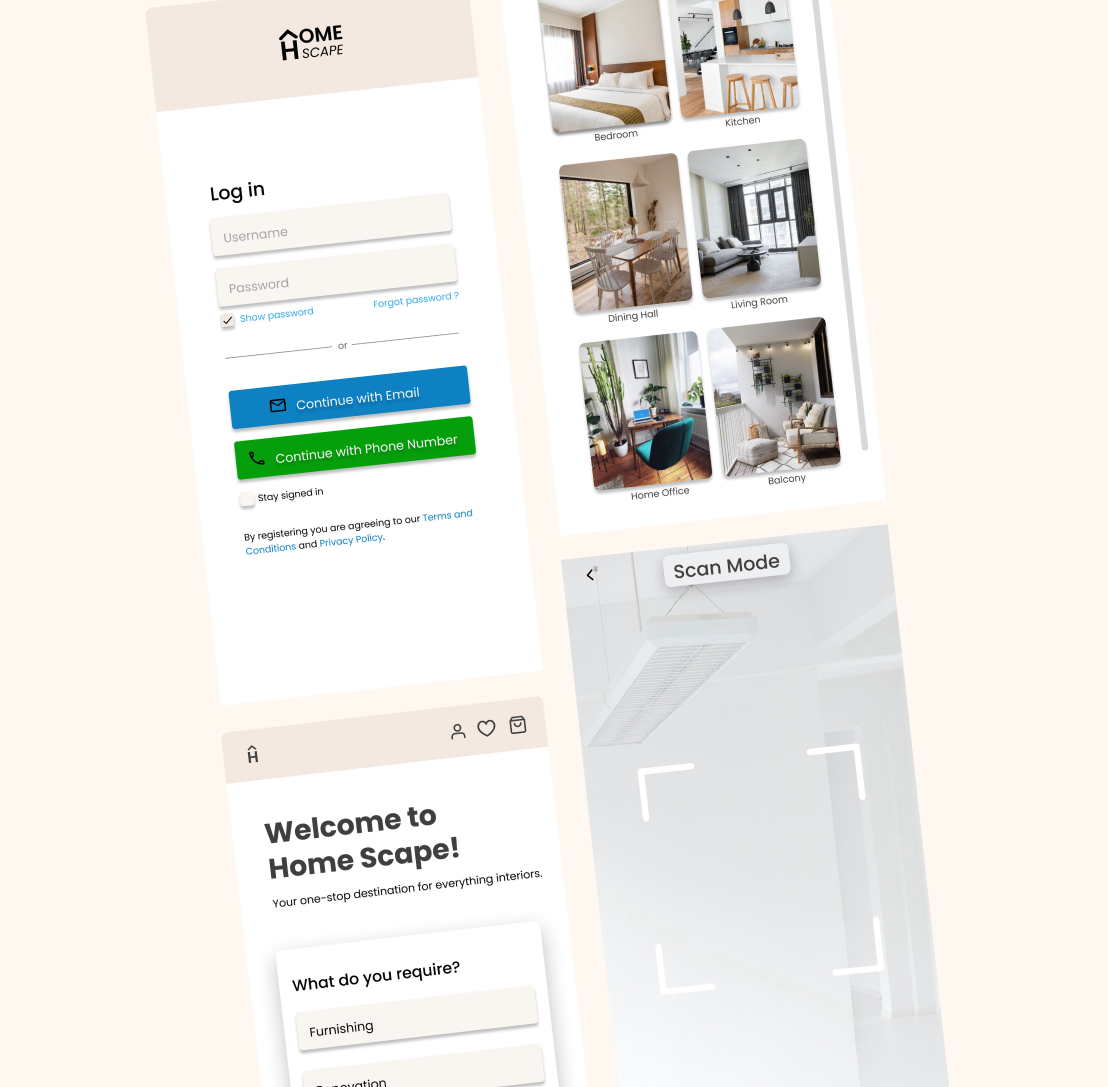 HOME
SCAPE
Log in
Username
Password
Show password
Forgot password ?
or
Continue with Email
Continue with Phone Number
Stay signed in
By registering you are agreeing to our Terms and
Conditions and Privacy Policy.
H
Welcome to
Home Scape!
Your one-stop destination for everything interiors.
What do you require?
Furnishing
Bedroom
Kitchen
Dining Hall
Living Room
Home Office
Balcony
Scan Mode